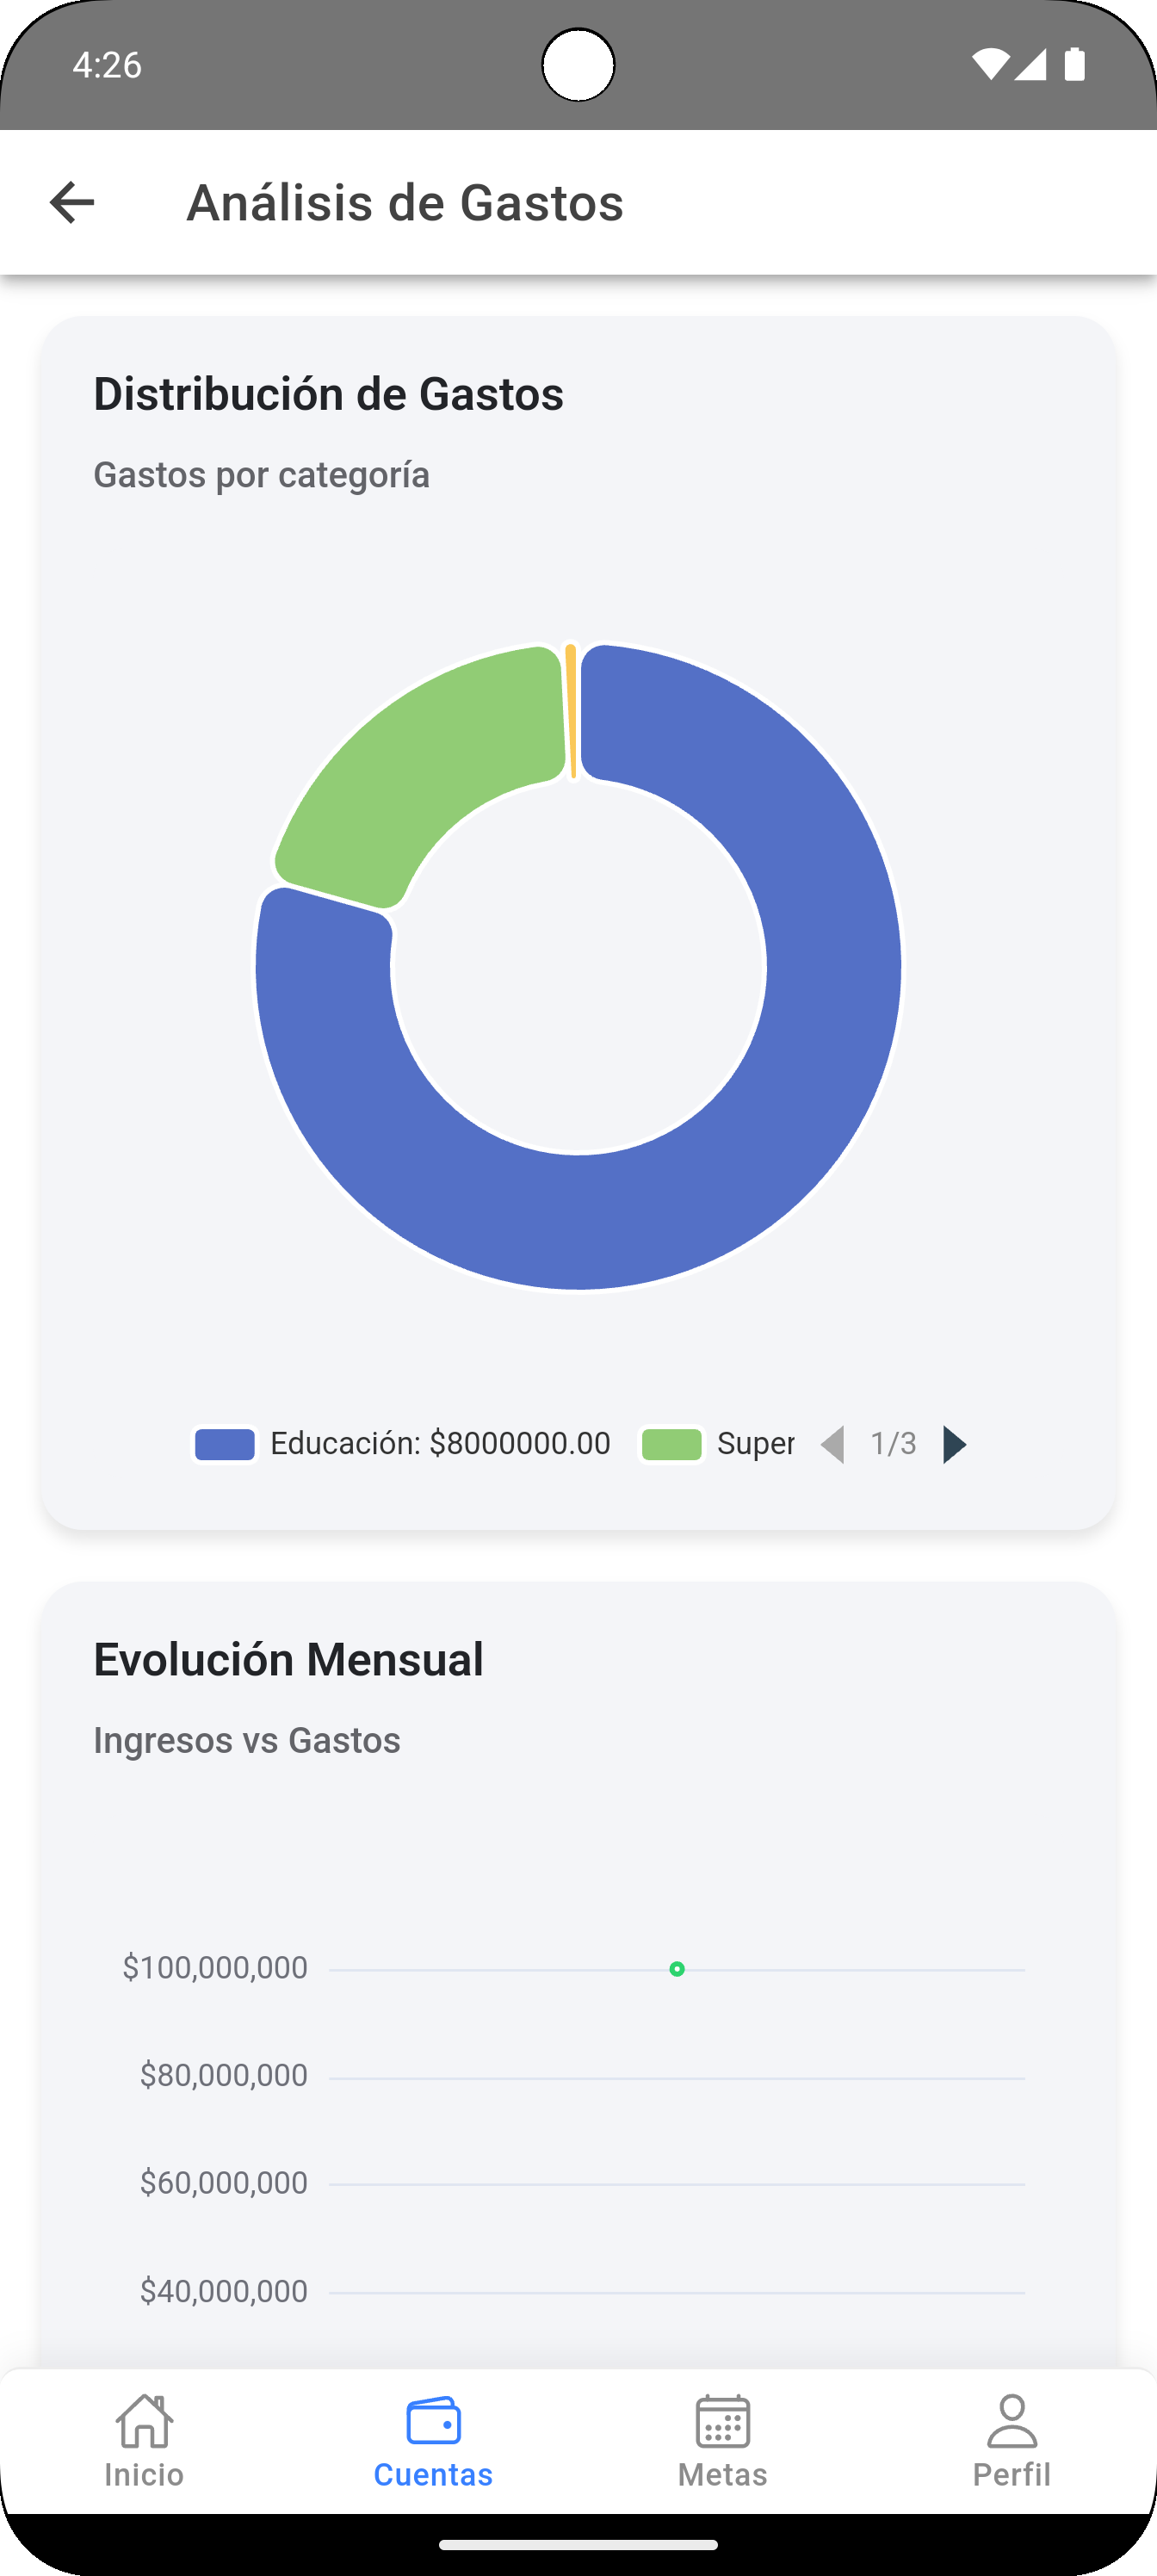 4:26
Análisis de Gastos
Distribución de Gastos
Gastos por categoría
Educación: $8000000.00 Super 1/3
Evolución Mensual
Ingresos vs Gastos
$100,000,000
$80,000,000
$60,000,000
$40,000,000
Inicio Cuentas Metas Perfil